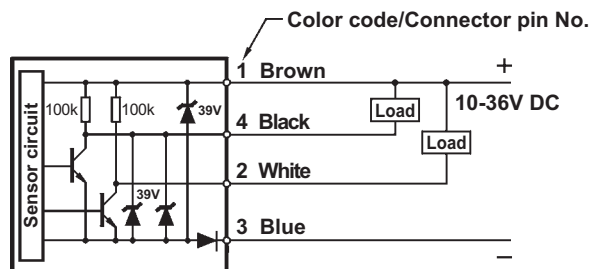 Color code/Connector pin No.
1 Brown
+
100k 100k 39V
Load
10-36V DC
4 Black
Load
Sensor circuit
2 White
39V
3 Blue
–